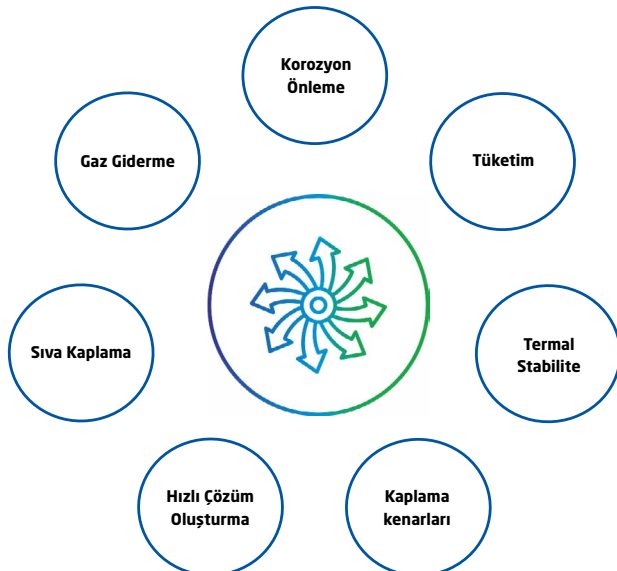 Korozyon
Önleme
Gaz Giderme
Tüketim
Sıva Kaplama
Termal
Stabilite
Hızlı Çözüm
Oluşturma
Kaplama
kenarları